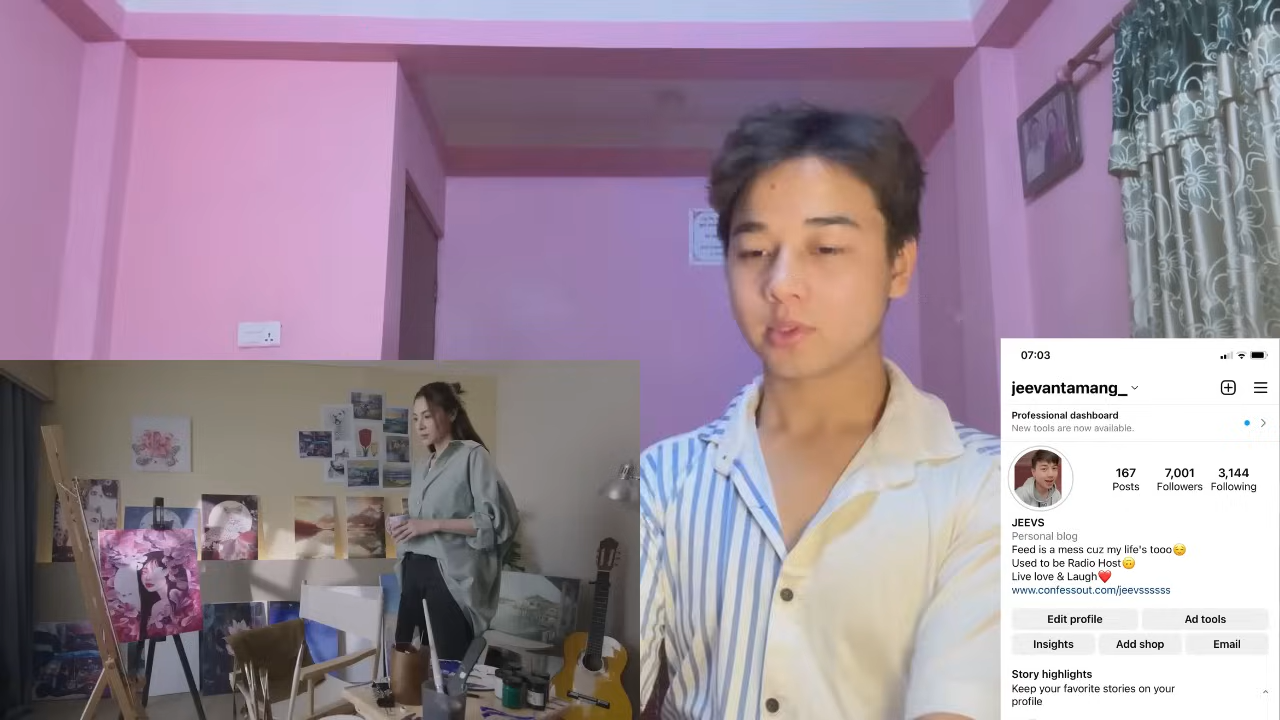 07:03
jeevantamang_
Professional dashboard
New tools are now available.
167
Posts
7,001
Followers
3,144
Following
JEEVS
Personal blog
Feed is a mess cuz my life's tooo😊
Used to be Radio Host🙃
Live love & Laugh❤️
www.confessout.com/jeevssssss
Edit profile
Ad tools
Insights
Add shop
Email
Story highlights
Keep your favorite stories on your
profile